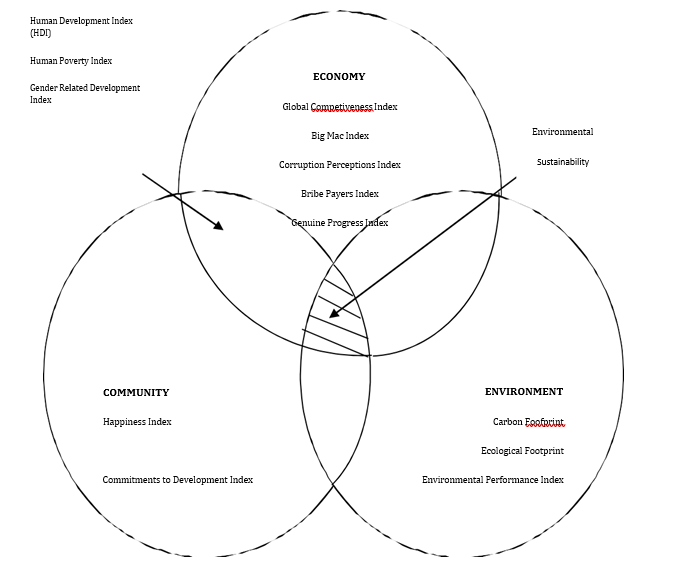 Human Development Index
(HDI)
Human Poverty Index
Gender Related Development
Index
ECONOMY
Global Competiveness Index
Big Mac Index
Corruption Perceptions Index
Bribe Payers Index
Genuine Progress Index
Environmental
Sustainability
COMMUNITY
Happiness Index
Commitments to Development Index
ENVIRONMENT
Carbon Foofprint
Ecological Footprint
Environmental Performance Index